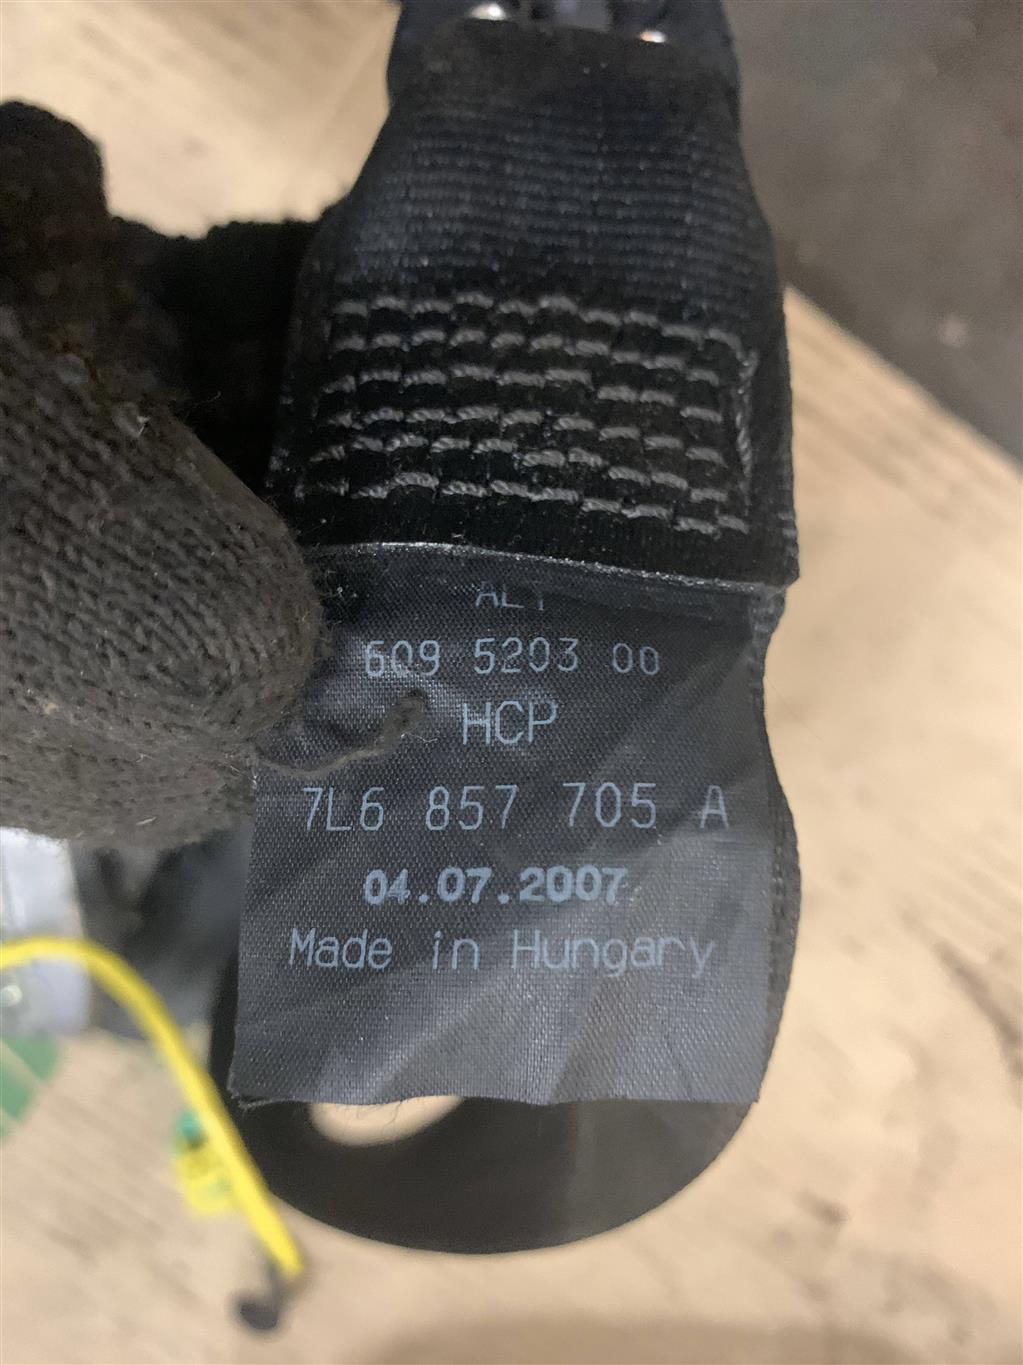 609 5203 00
HCP
7L6 857 705 A
04.07.2007
Made in Hungary